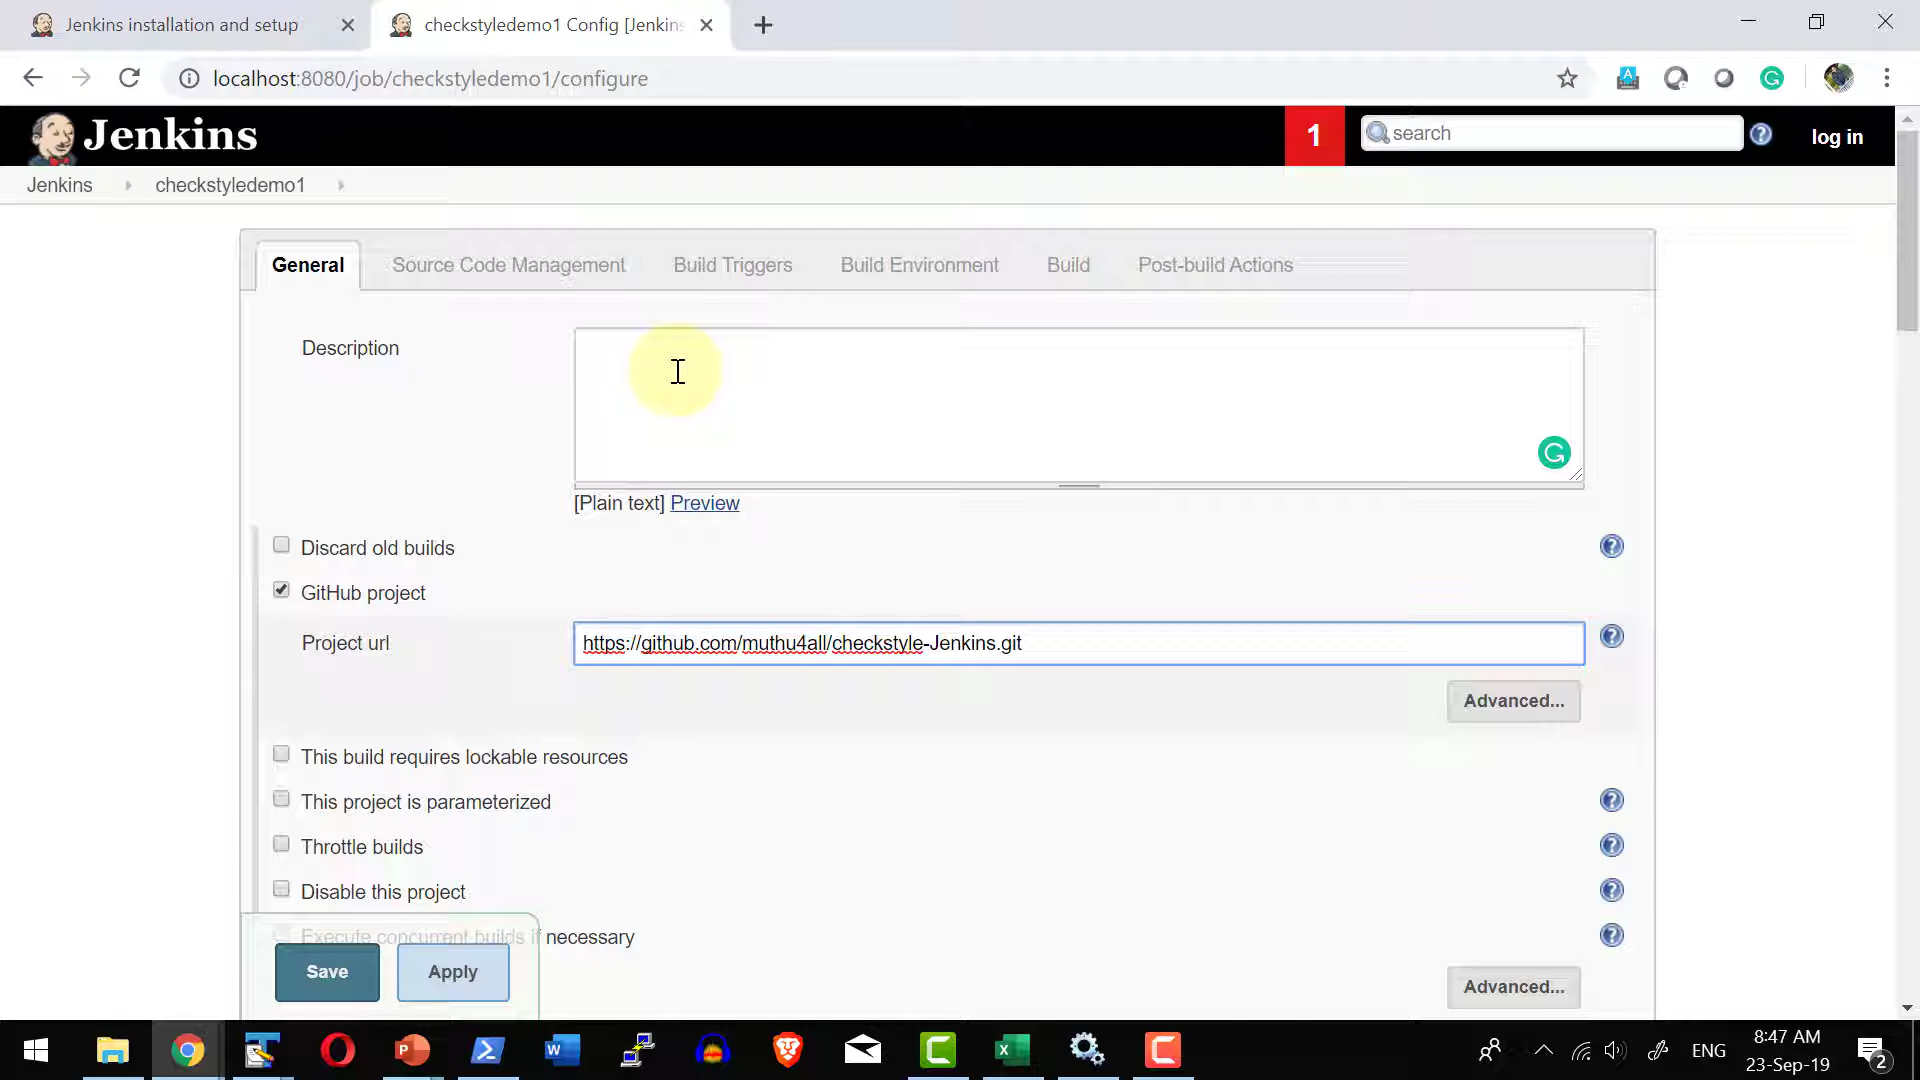 Jenkins installation and setup
checkstyledemo1 Config [Jenkins
localhost:8080/job/checkstyledemo1/configure
Jenkins
1
search
log in
Jenkins
checkstyledemo1
General
Source Code Management
Build Triggers
Build Environment
Build
Post-build Actions
Description
[Plain text] Preview
Discard old builds
GitHub project
Project url
https://github.com/muthu4all/checkstyle-Jenkins.git
Advanced...
This build requires lockable resources
This project is parameterized
Throttle builds
Disable this project
Execute concurrent builds if necessary
Save
Apply
Advanced...
ENG
8:47 AM
23-Sep-19
2